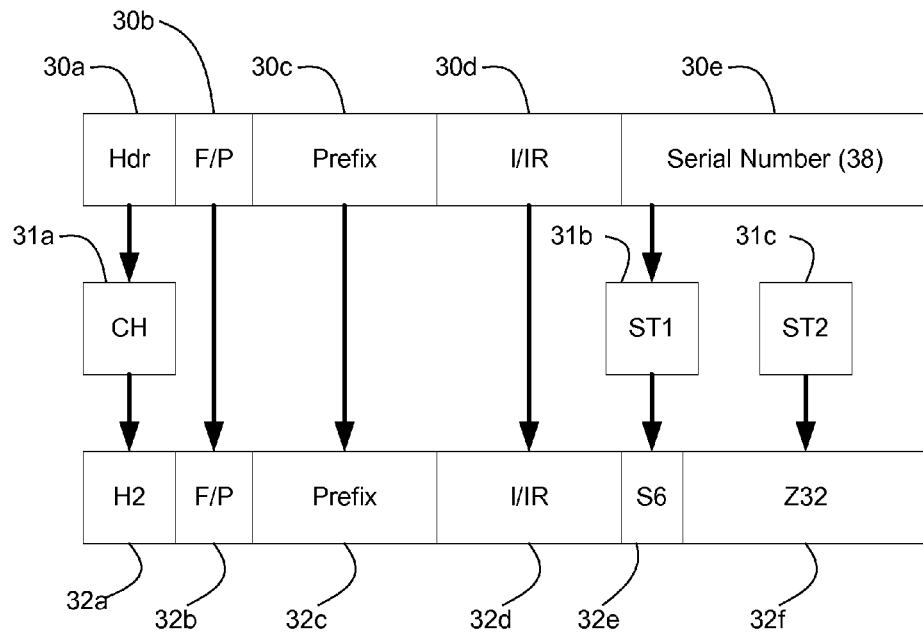 30b
30a 30c 30d 30e
Hdr F/P Prefix I/IR Serial Number (38)
31a 31b 31c
CH ST1 ST2
H2 F/P Prefix I/IR S6 Z32
32a 32b 32c 32d 32e 32f